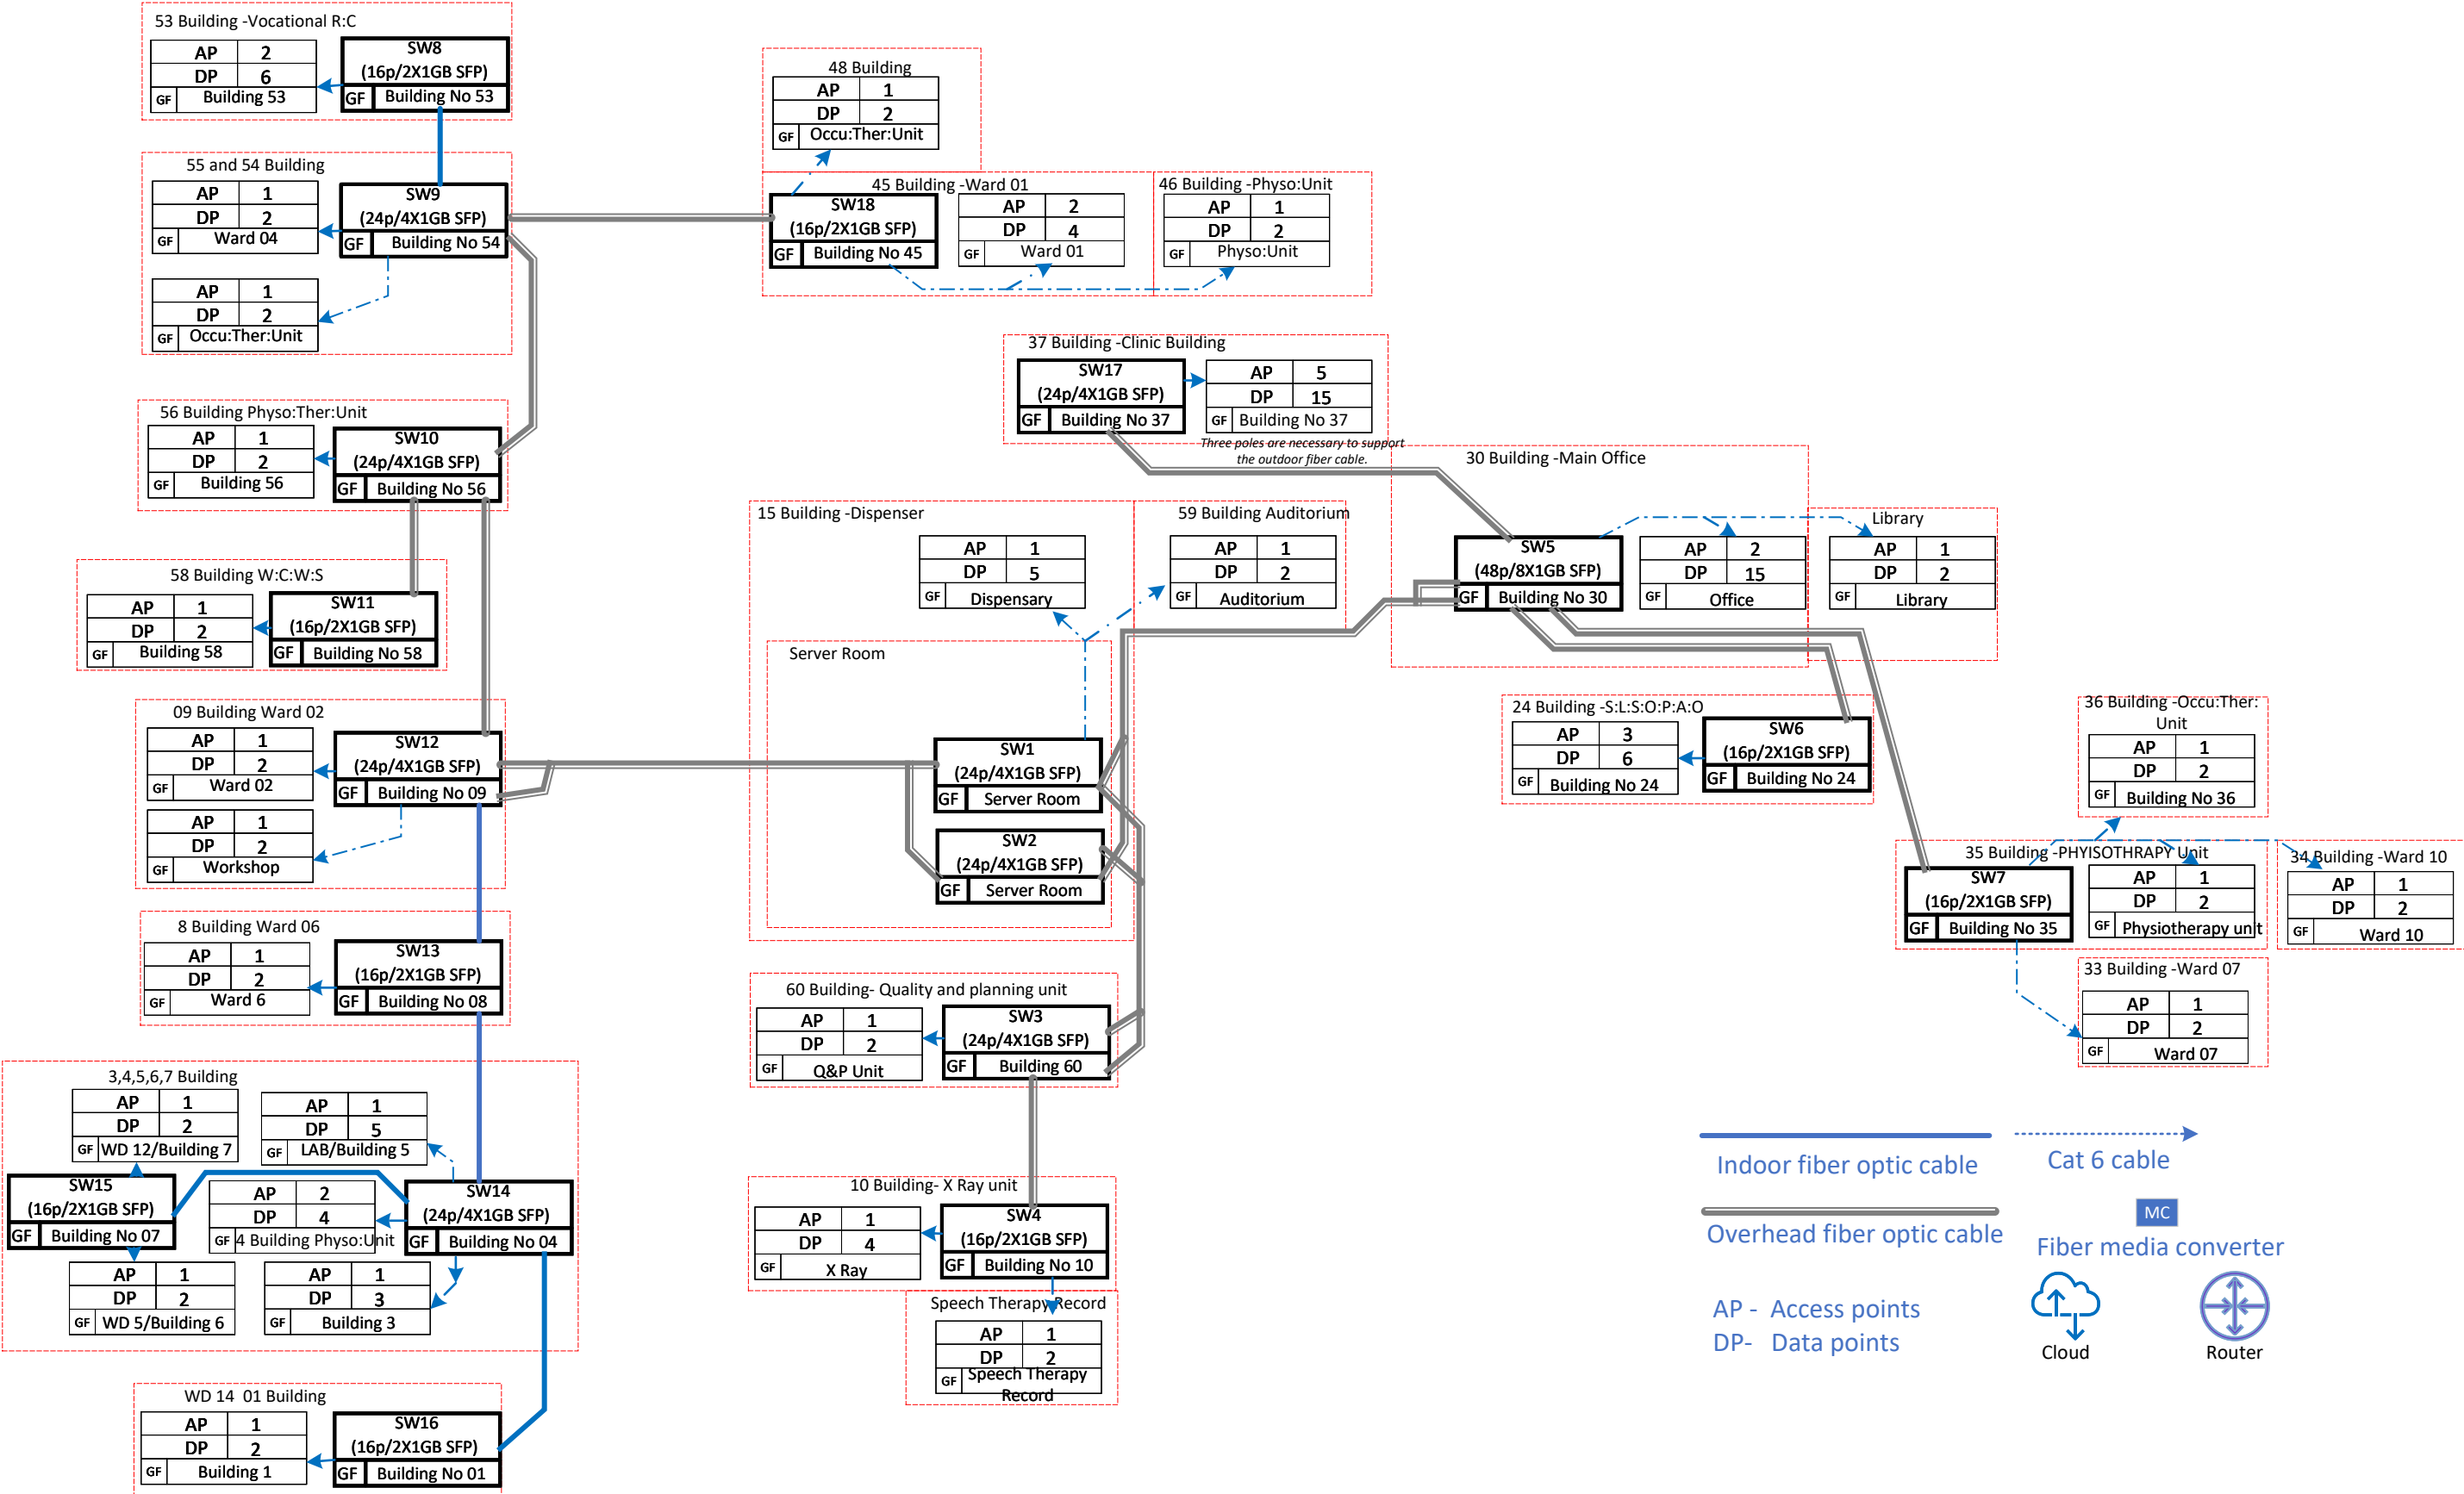 53 Building -Vocational R:C
AP 2
DP 6
GF Building 53
SW8
(16p/2X1GB SFP)
GF Building No 53
55 and 54 Building
AP 1
DP 2
GF Ward 04
SW9
(24p/4X1GB SFP)
GF Building No 54
AP 1
DP 2
GF Occu:Ther:Unit
48 Building
AP 1
DP 2
GF Occu:Ther:Unit
45 Building -Ward 01
SW18
(16p/2X1GB SFP)
GF Building No 45
AP 2
DP 4
GF Ward 01
46 Building -Physo:Unit
AP 1
DP 2
GF Physo:Unit
37 Building -Clinic Building
SW17
(24p/4X1GB SFP)
GF Building No 37
AP 5
DP 15
GF Building No 37
Three poles are necessary to support
the outdoor fiber cable.
56 Building Physo:Ther:Unit
AP 1
DP 2
GF Building 56
SW10
(24p/4X1GB SFP)
GF Building No 56
58 Building W:C:W:S
AP 1
DP 2
GF Building 58
SW11
(16p/2X1GB SFP)
GF Building No 58
15 Building -Dispenser
AP 1
DP 5
GF Dispensary
59 Building Auditorium
AP 1
DP 2
GF Auditorium
30 Building -Main Office
SW5
(48p/8X1GB SFP)
GF Building No 30
AP 2
DP 15
GF Office
Library
AP 1
DP 2
GF Library
Server Room
SW1
(24p/4X1GB SFP)
GF Server Room
SW2
(24p/4X1GB SFP)
GF Server Room
09 Building Ward 02
AP 1
DP 2
GF Ward 02
SW12
(24p/4X1GB SFP)
GF Building No 09
AP 1
DP 2
GF Workshop
24 Building -S:L:S:O:P:A:O
AP 3
DP 6
GF Building No 24
SW6
(16p/2X1GB SFP)
GF Building No 24
36 Building -Occu:Ther:
Unit
AP 1
DP 2
GF Building No 36
35 Building -PHYISOTHRAPY Unit
SW7
(16p/2X1GB SFP)
GF Building No 35
AP 1
DP 2
GF Physiotherapy unit
34 Building -Ward 10
AP 1
DP 2
GF Ward 10
33 Building -Ward 07
AP 1
DP 2
GF Ward 07
8 Building Ward 06
AP 1
DP 2
GF Ward 6
SW13
(16p/2X1GB SFP)
GF Building No 08
60 Building- Quality and planning unit
AP 1
DP 2
GF Q&P Unit
SW3
(24p/4X1GB SFP)
GF Building 60
3,4,5,6,7 Building
AP 1
DP 2
GF WD 12/Building 7
AP 1
DP 5
GF LAB/Building 5
SW15
(16p/2X1GB SFP)
GF Building No 07
AP 2
DP 4
GF 4 Building Physo:Unit
SW14
(24p/4X1GB SFP)
GF Building No 04
AP 1
DP 2
GF WD 5/Building 6
AP 1
DP 3
GF Building 3
10 Building- X Ray unit
AP 1
DP 4
GF X Ray
SW4
(16p/2X1GB SFP)
GF Building No 10
Speech Therapy Record
AP 1
DP 2
GF Speech Therapy
Record
WD 14 01 Building
AP 1
DP 2
GF Building 1
SW16
(16p/2X1GB SFP)
GF Building No 01
Indoor fiber optic cable
Cat 6 cable
Overhead fiber optic cable
MC
Fiber media converter
AP - Access points
DP- Data points
Cloud
Router